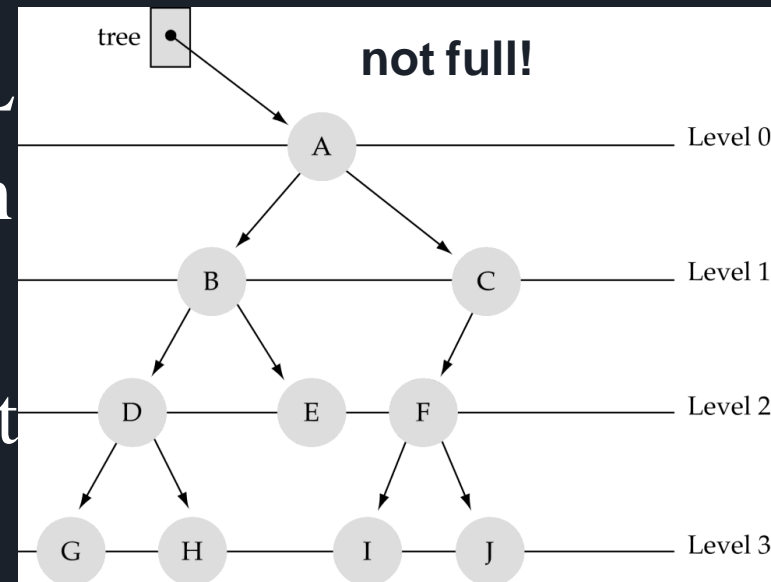 tree
not full!
A
Level 0
B C
Level 1
D E F
Level 2
G H I J
Level 3